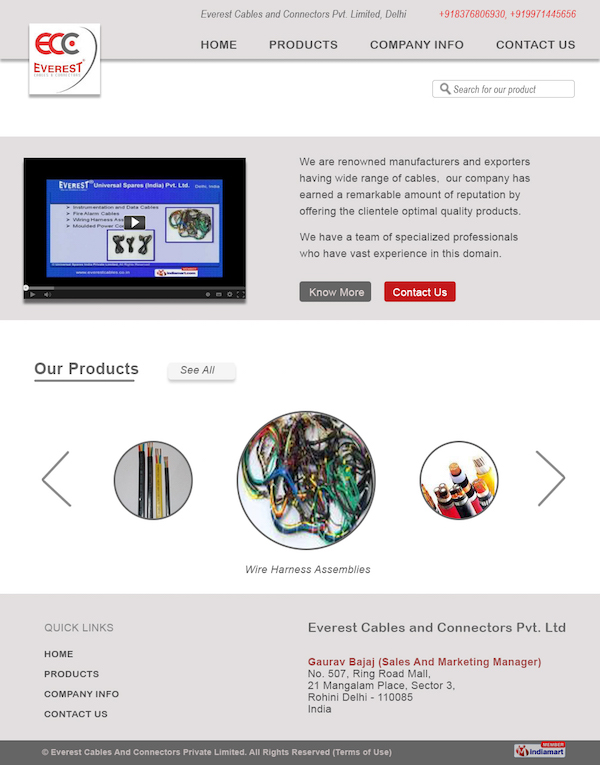 Everest Cables and Connectors Pvt. Limited, Delhi
+918376806930, +919971445656
HOME PRODUCTS COMPANY INFO CONTACT US
ECC
EVEREST
CABLES & CONNECTORS
Search for our product
EVEREST Universal Spares (India) Pvt. Ltd. Delhi, India
Instrumentation and Data Cables
Fire Alarm Cables
Wiring Harness
Moulded Power
www.everestcables.co.in
indiamart.com
We are renowned manufacturers and exporters
having wide range of cables, our company has
earned a remarkable amount of reputation by
offering the clientele optimal quality products.
We have a team of specialized professionals
who have vast experience in this domain.
Know More
Contact Us
Our Products
See All
Wire Harness Assemblies
QUICK LINKS
HOME
PRODUCTS
COMPANY INFO
CONTACT US
Everest Cables and Connectors Pvt. Ltd
Gaurav Bajaj (Sales And Marketing Manager)
No. 507, Ring Road Mall,
21 Mangalam Place, Sector 3,
Rohini Delhi - 110085
India
© Everest Cables And Connectors Private Limited. All Rights Reserved (Terms of Use)
MEMBER
indiamart